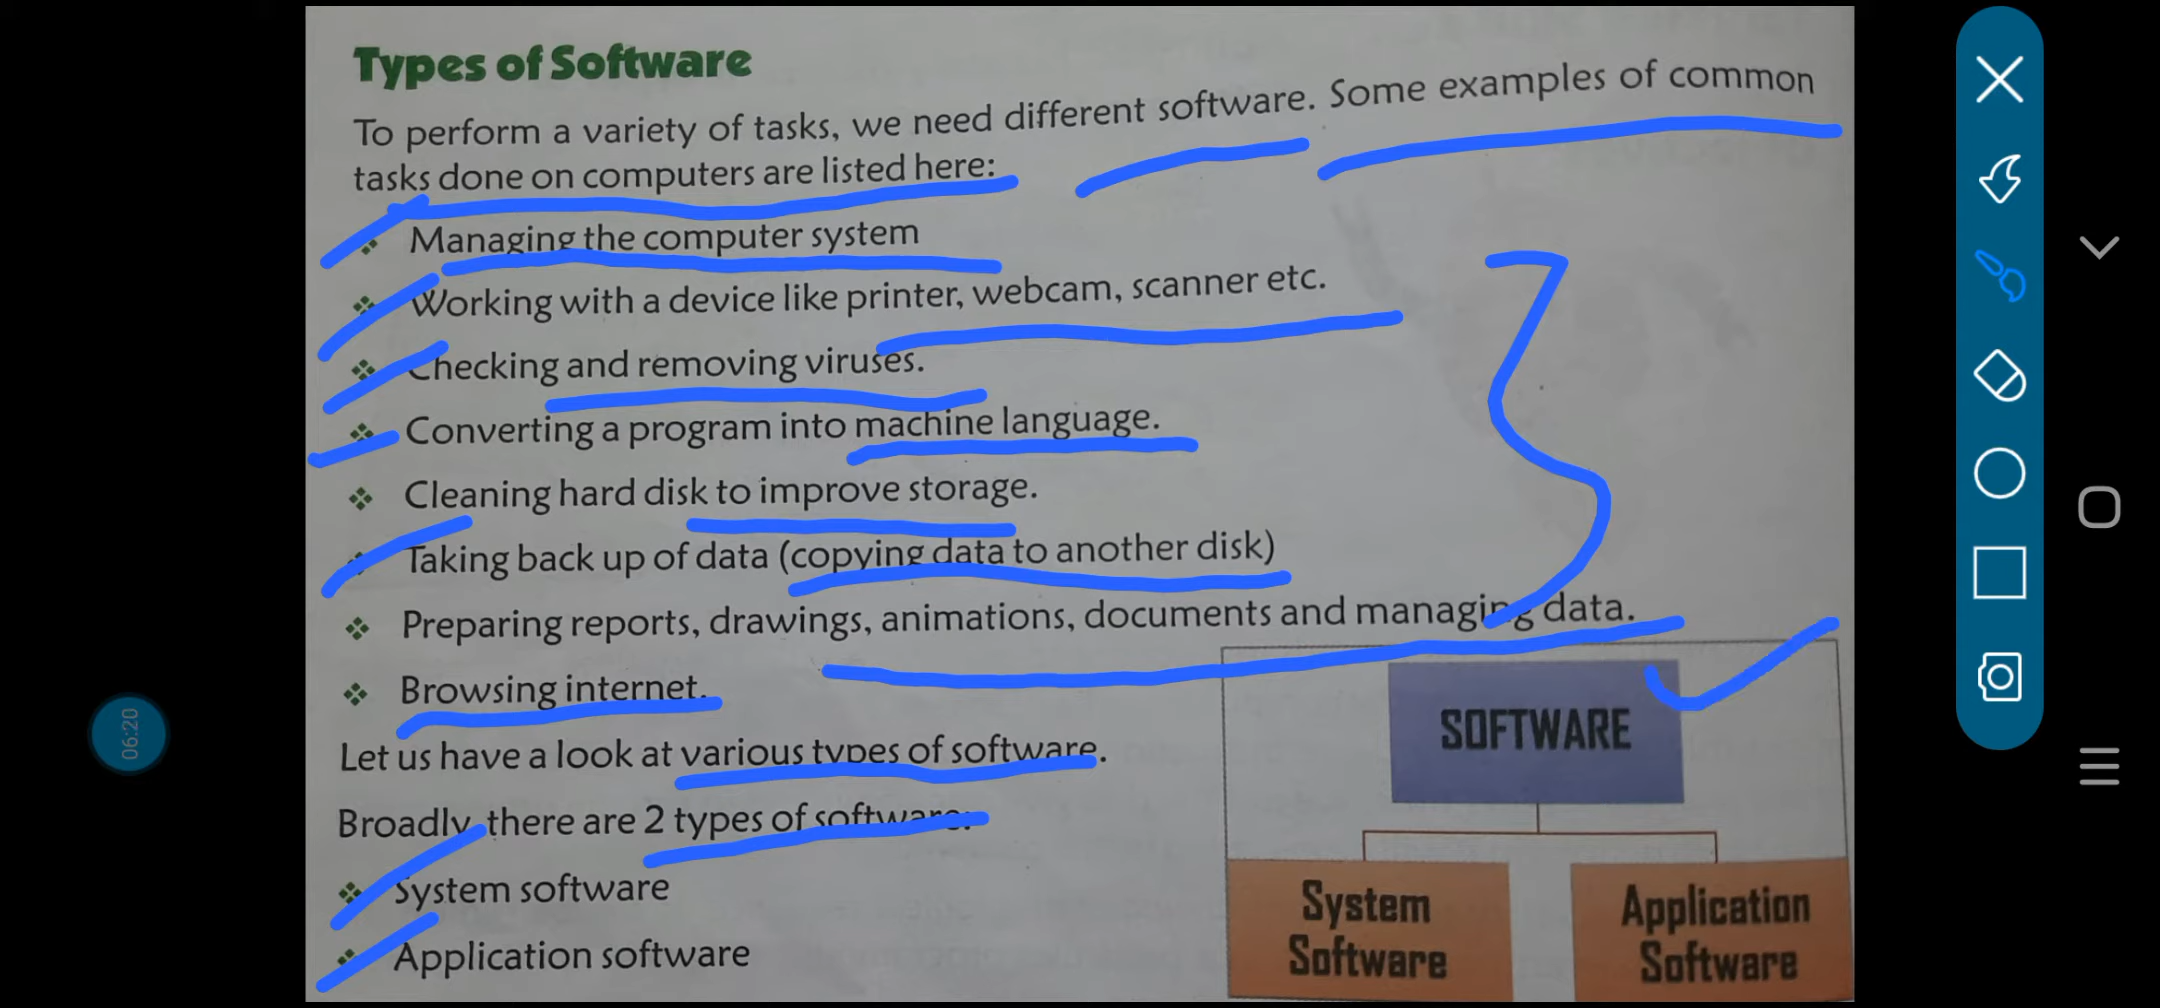 Types of Software
To perform a variety of tasks, we need different software. Some examples of common
tasks done on computers are listed here:
Managing the computer system
Working with a device like printer, webcam, scanner etc.
Checking and removing viruses.
Converting a program into machine language.
Cleaning hard disk to improve storage.
Taking back up of data (copying data to another disk)
Preparing reports, drawings, animations, documents and managing data.
Browsing internet.
Let us have a look at various types of software.
Broadly, there are 2 types of software:
System software
Application software
SOFTWARE
System
Software
Application
Software
06:20